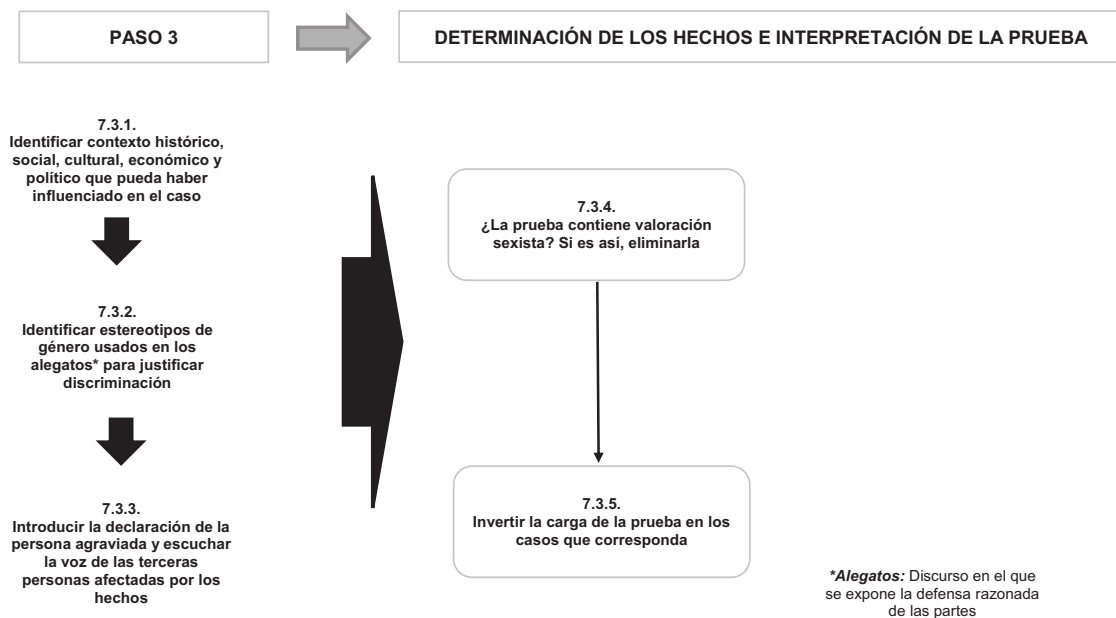 PASO 3
DETERMINACIÓN DE LOS HECHOS E INTERPRETACIÓN DE LA PRUEBA
7.3.1.
Identificar contexto histórico,
social, cultural, económico y
político que pueda haber
influenciado en el caso
7.3.2.
Identificar estereotipos de
género usados en los
alegatos* para justificar
discriminación
7.3.3.
Introducir la declaración de la
persona agraviada y escuchar
la voz de las terceras
personas afectadas por los
hechos
7.3.4.
¿La prueba contiene valoración
sexista? Si es así, eliminarla
7.3.5.
Invertir la carga de la prueba en los
casos que corresponda
*Alegatos: Discurso en el que
se expone la defensa razonada
de las partes